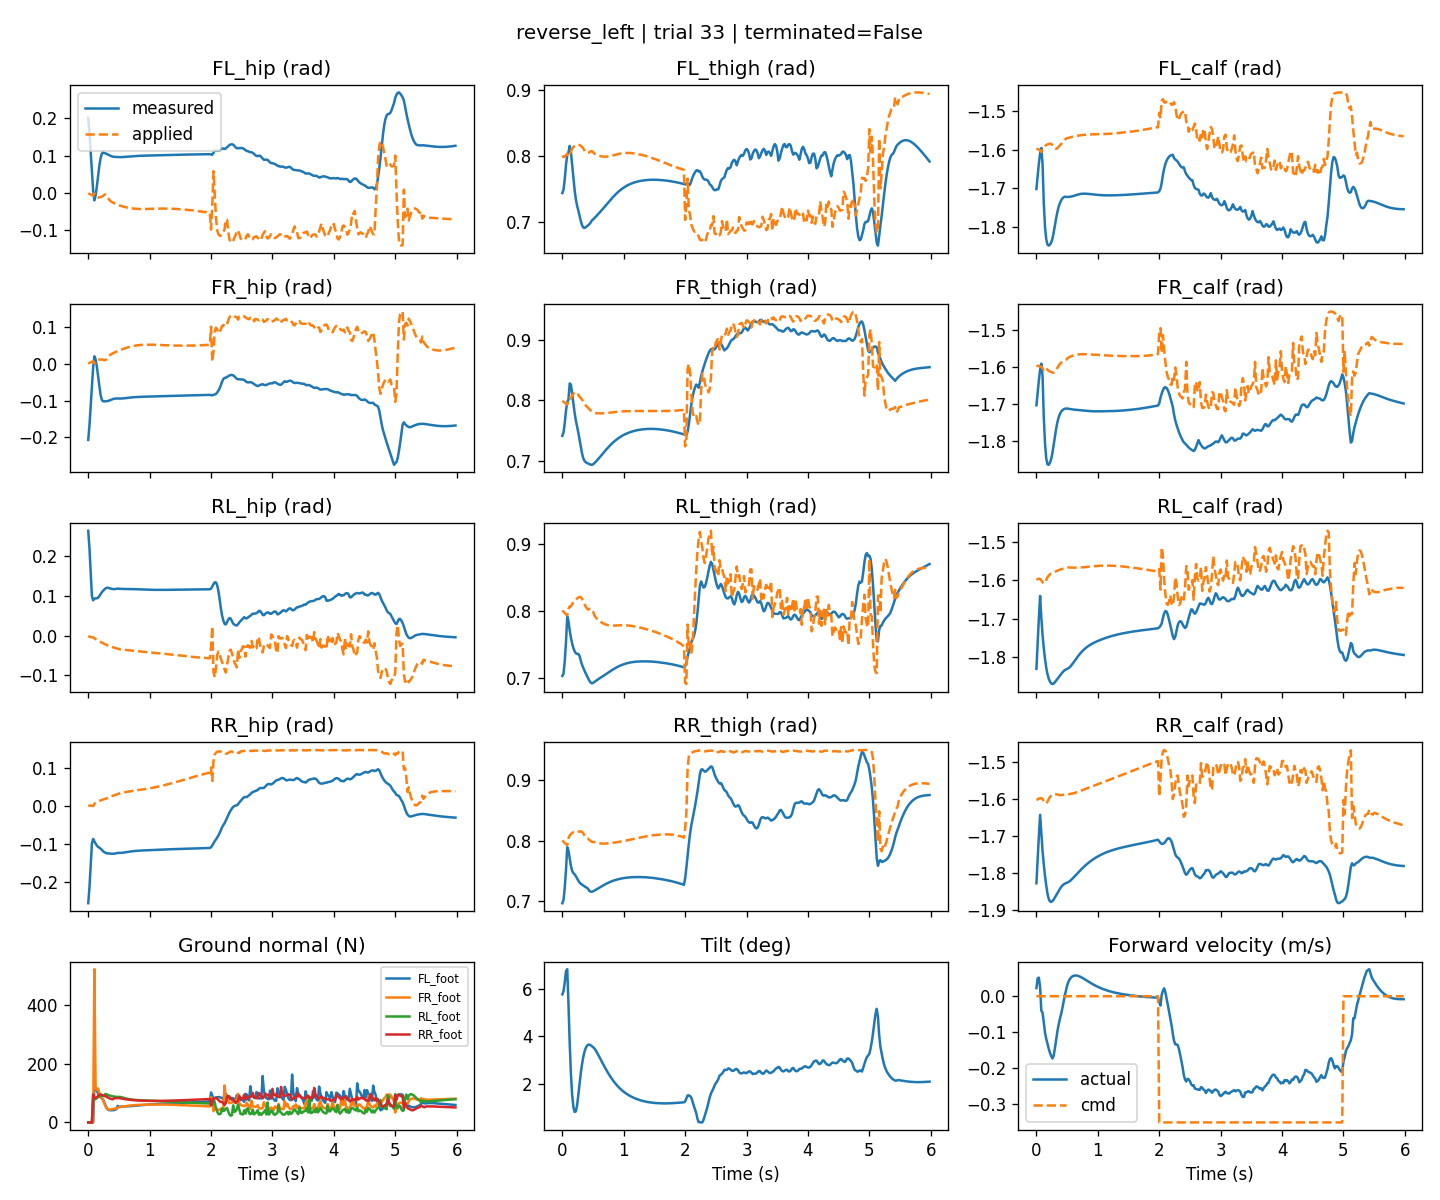 reverse_left | trial 33 | terminated=False
FL_hip (rad)
FL_thigh (rad)
FL_calf (rad)
measured
applied
0.2
0.1
0.0
−0.1
0.9
0.8
0.7
−1.5
−1.6
−1.7
−1.8
FR_hip (rad)
FR_thigh (rad)
FR_calf (rad)
0.1
0.0
−0.1
−0.2
0.9
0.8
0.7
−1.5
−1.6
−1.7
−1.8
RL_hip (rad)
RL_thigh (rad)
RL_calf (rad)
0.2
0.1
0.0
−0.1
0.9
0.8
0.7
−1.5
−1.6
−1.7
−1.8
RR_hip (rad)
RR_thigh (rad)
RR_calf (rad)
0.1
0.0
−0.1
−0.2
0.9
0.8
0.7
−1.5
−1.6
−1.7
−1.8
−1.9
Ground normal (N)
Tilt (deg)
Forward velocity (m/s)
FL_foot
FR_foot
RL_foot
RR_foot
400
200
0
6
4
2
0.0
−0.1
−0.2
−0.3
actual
cmd
0 1 2 3 4 5 6
0 1 2 3 4 5 6
0 1 2 3 4 5 6
Time (s)
Time (s)
Time (s)